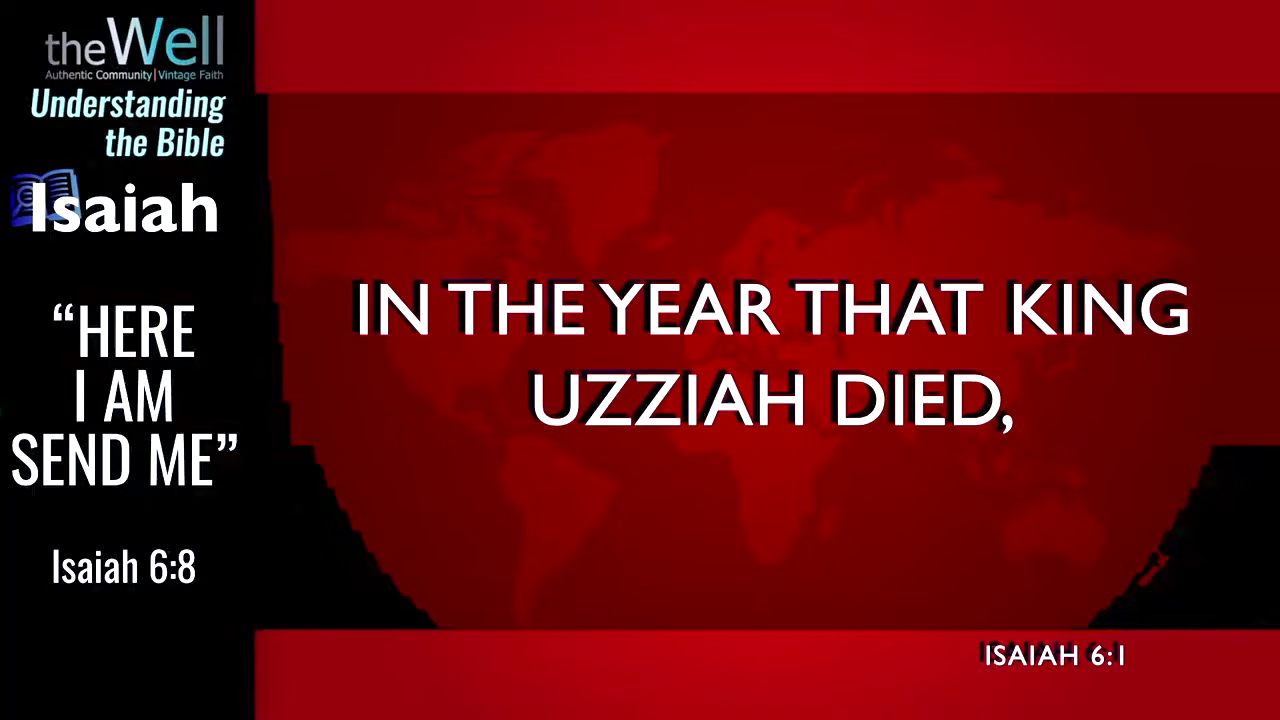 theWell
Authentic Community|Vintage Faith
Understanding
the Bible
Isaiah
“HERE
I AM
SEND ME”
Isaiah 6:8
IN THE YEAR THAT KING
UZZIAH DIED,
ISAIAH 6:1